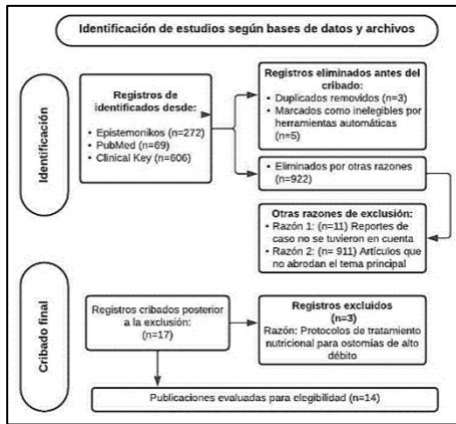 Identificación de estudios según bases de datos y archivos
Identificación
Registros de
identificados desde:
• Epistemonikos (n=272)
• PubMed (n=69)
• Clinical Key (n=606)
Registros eliminados antes del
cribado:
• Duplicados removidos (n=3)
• Marcados como inelegibles por
herramientas automáticas
(n=5)
• Eliminados por otras razones
(n=922)
Otras razones de exclusión:
• Razón 1: (n=11) Reportes de
caso no se tuvieron en cuenta
• Razón 2: (n= 911) Artículos que
no abrodan el tema principal
Cribado final
Registros cribados posterior
a la exclusión:
(n=17)
Registros excluidos
(n=3)
Razón: Protocolos de tratamiento
nutricional para ostomias de alto
débito
Publicaciones evaluadas para elegibilidad (n=14)